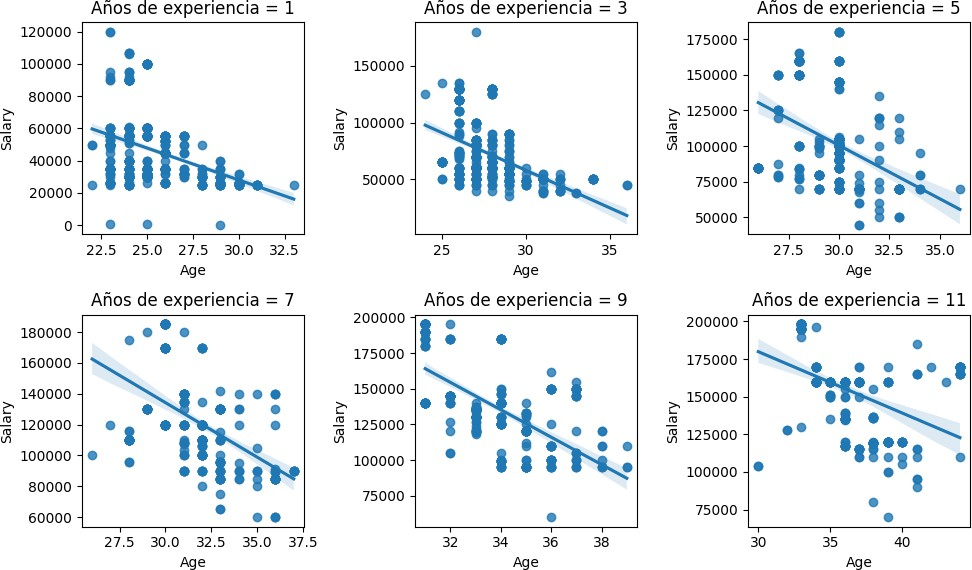 Años de experiencia = 1
Salary
120000
100000
80000
60000
40000
20000
0
22.5 25.0 27.5 30.0 32.5
Age
Años de experiencia = 3
Salary
150000
100000
50000
25 30 35
Age
Años de experiencia = 5
Salary
175000
150000
125000
100000
75000
50000
27.5 30.0 32.5 35.0
Age
Años de experiencia = 7
Salary
180000
160000
140000
120000
100000
80000
60000
27.5 30.0 32.5 35.0 37.5
Age
Años de experiencia = 9
Salary
200000
175000
150000
125000
100000
75000
32 34 36 38
Age
Años de experiencia = 11
Salary
200000
175000
150000
125000
100000
75000
30 35 40
Age